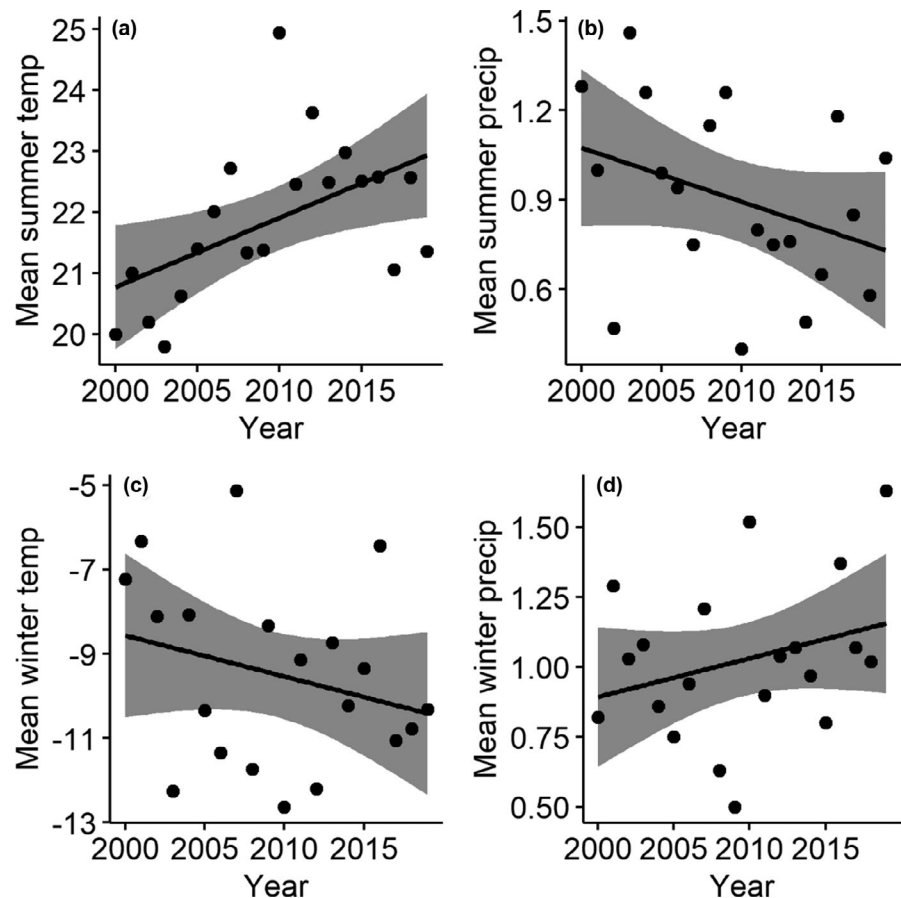 (a)
Mean summer temp
25
24
23
22
21
20
2000 2005 2010 2015
Year
(b)
Mean summer precip
1.5
1.2
0.9
0.6
2000 2005 2010 2015
Year
(c)
Mean winter temp
-5
-7
-9
-11
-13
2000 2005 2010 2015
Year
(d)
Mean winter precip
1.50
1.25
1.00
0.75
0.50
2000 2005 2010 2015
Year